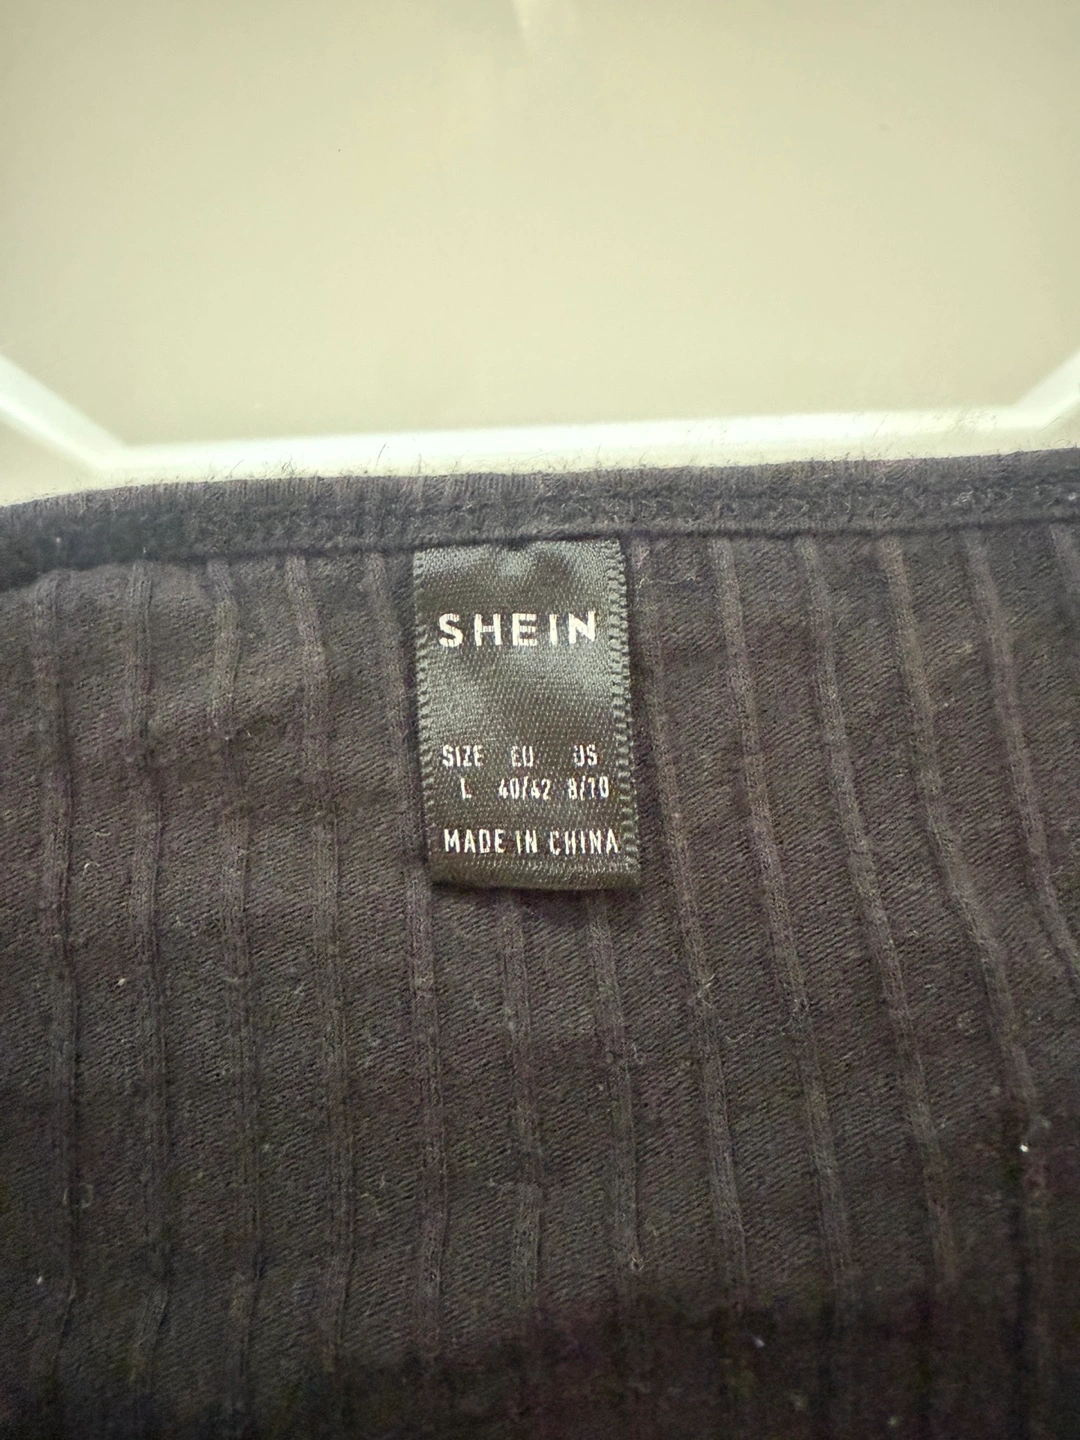 SHEIN
SIZE EU US
L 40/42 8/10
MADE IN CHINA